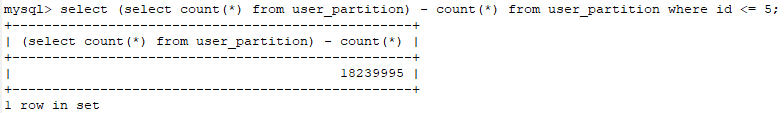 mysql> select (select count(*) from user_partition) - count(*) from user_partition where id <= 5;
+---------------------------------------------------+
| (select count(*) from user_partition) - count(*) |
+---------------------------------------------------+
| 18239995 |
+---------------------------------------------------+
1 row in set